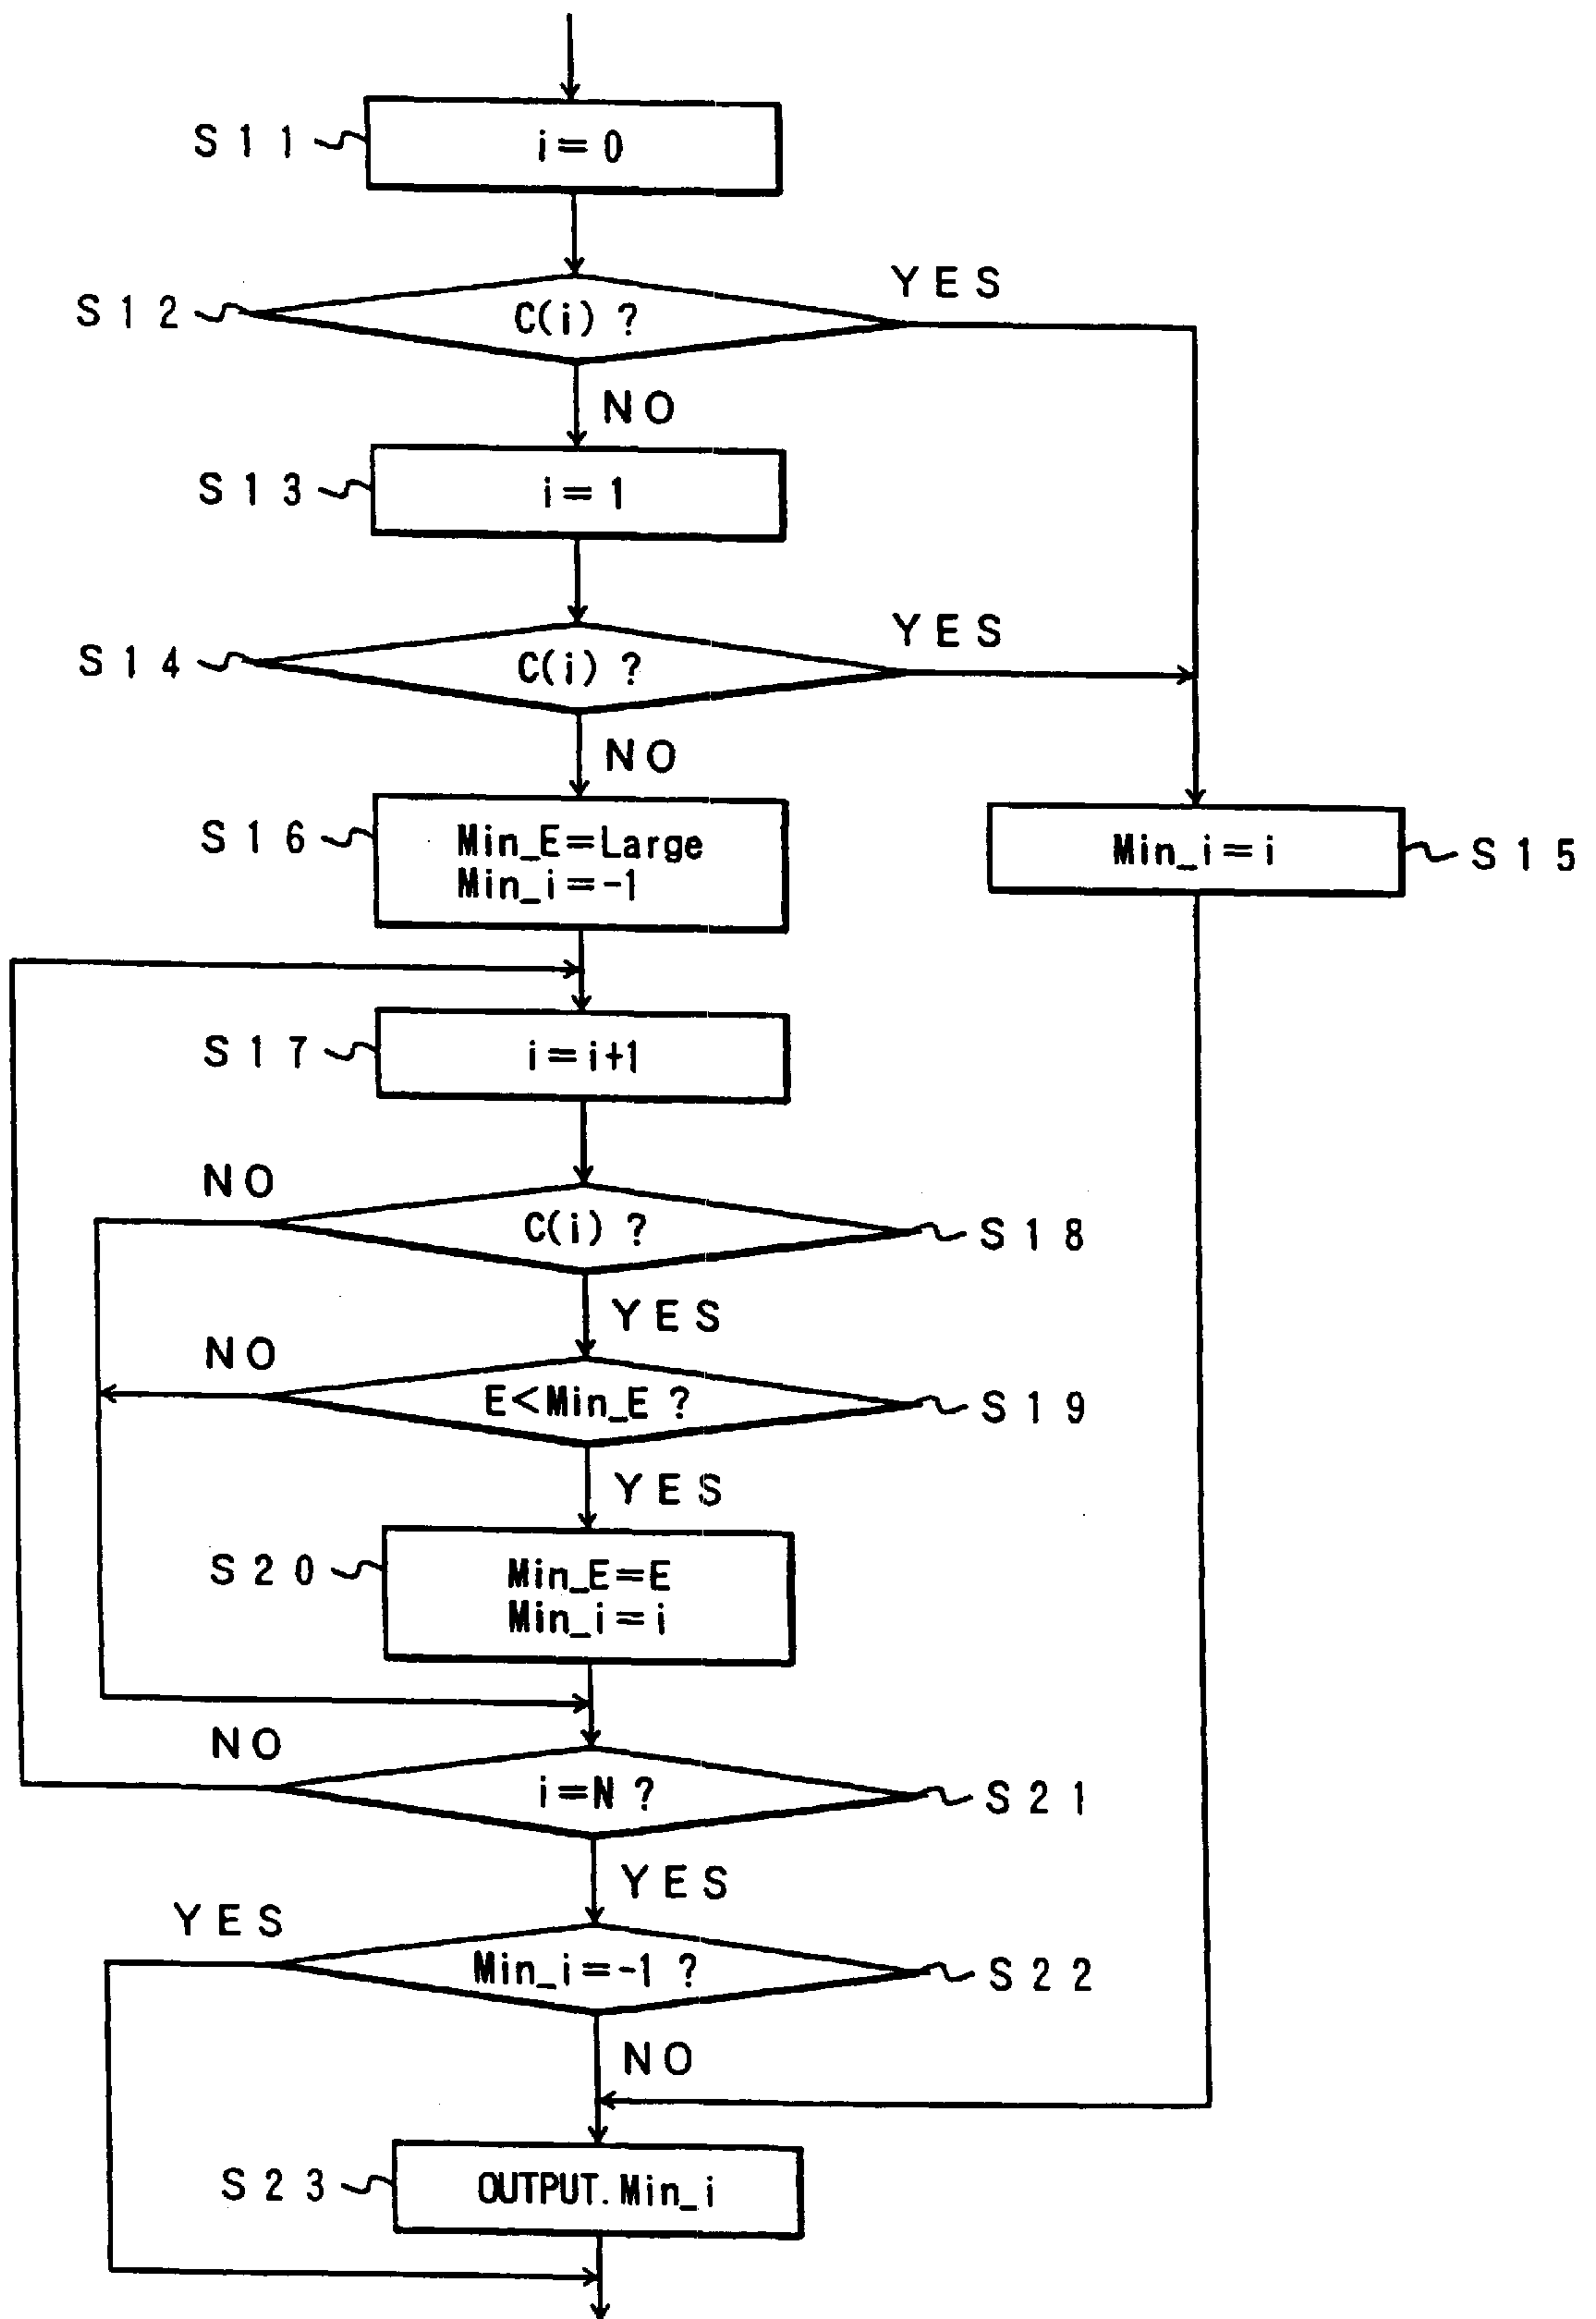 S11
i=0
S12
C(i) ?
YES
NO
S13
i=1
S14
C(i) ?
YES
NO
S16
Min_E=Large
Min_i=-1
Min_i=i
S15
S17
i=i+1
NO
C(i) ?
S18
YES
NO
E<Min_E ?
S19
YES
S20
Min_E=E
Min_i=i
NO
i=N ?
S21
YES
YES
Min_i=-1 ?
S22
NO
S23
OUTPUT. Min_i